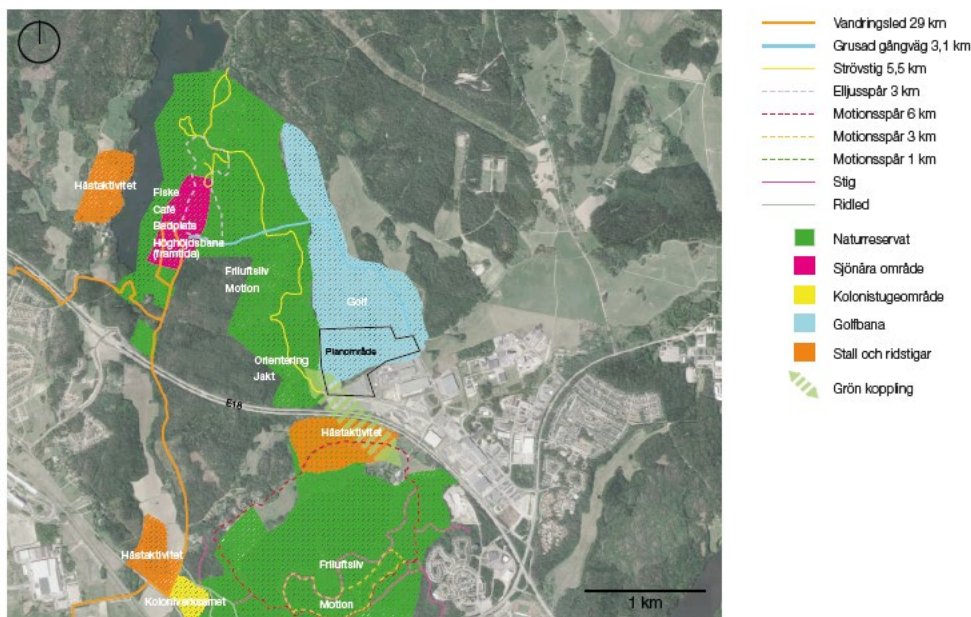 Vandringsled 29 km
Grusad gångväg 3,1 km
Strövstig 5,5 km
Elljusspår 3 km
Motionsspår 6 km
Motionsspår 3 km
Motionsspår 1 km
Stig
Ridled
Naturreservat
Sjönära område
Kolonistugeområde
Golfbana
Stall och ridstigar
Grön koppling
Hästaktivitet
Fiske
Café
Badplats
Höghöjdsbana
(framtida)
Friluftsliv
Motion
Golf
Planområde
Orientering
Jakt
E18
Hästaktivitet
Hästaktivitet
Friluftsliv
Motion
1 km